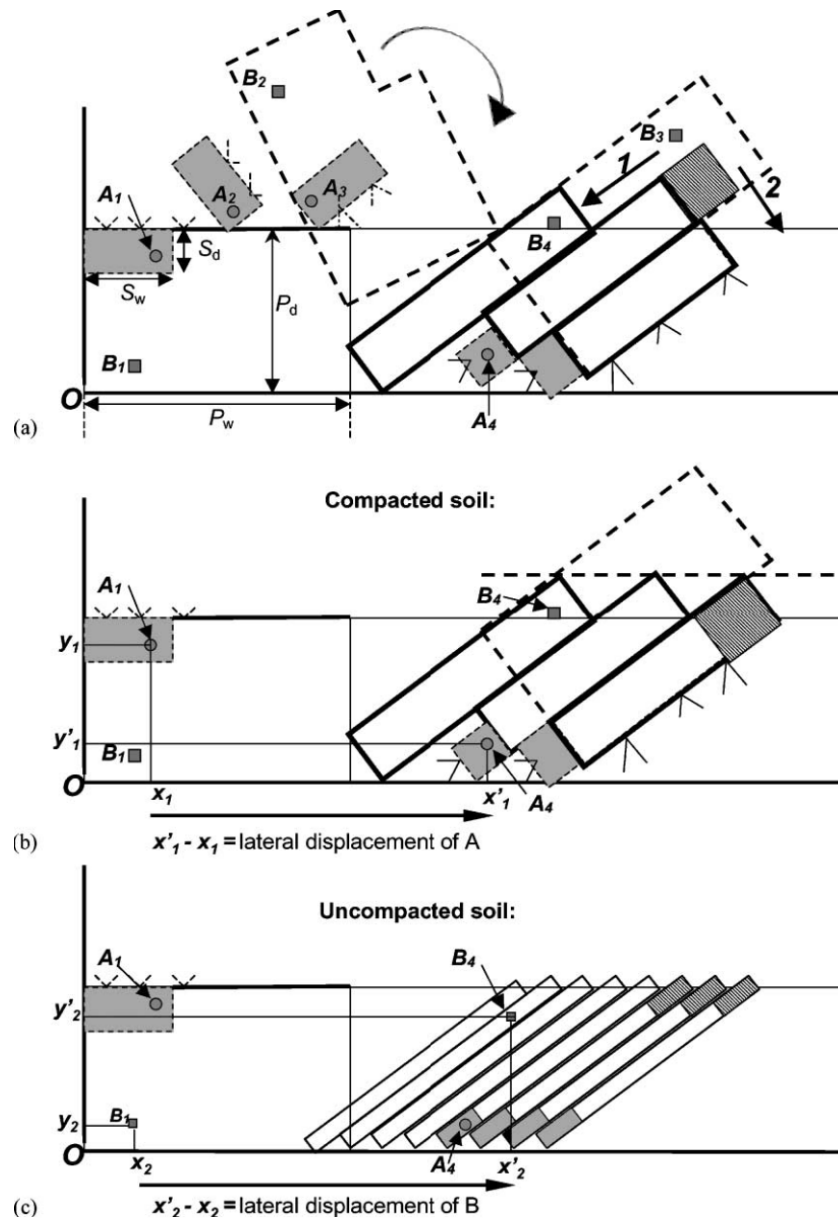 B2
B3
1
2
A1
A2
A3
B4
Sd
Sw
Pd
B1
O
Pw
A4
(a)
Compacted soil:
A1
B4
y1
y'1
B1
O
x1
x'1
A4
(b)
x'1 - x1 = lateral displacement of A
Uncompacted soil:
A1
B4
y'2
y2
B1
A4
O
x2
x'2
(c)
x'2 - x2 = lateral displacement of B